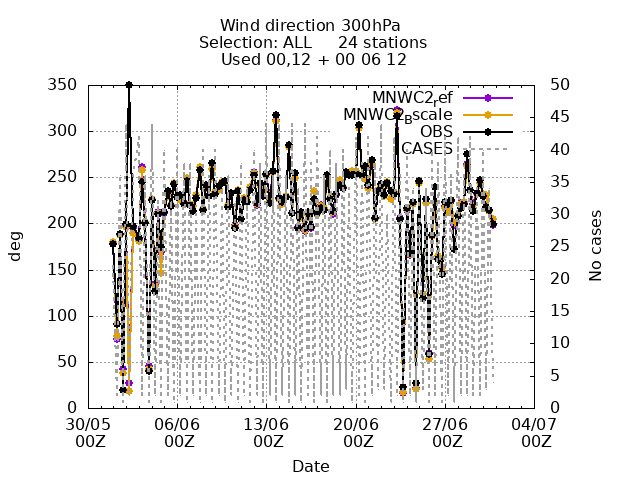 Wind direction 300hPa
Selection: ALL 24 stations
Used 00,12 + 00 06 12
350
300
250
200
150
100
50
0
50
45
40
35
30
25
20
15
10
5
0
MNWC2ref
MNWC2Bscale
OBS
CASES
deg
No cases
30/05 06/06 13/06 20/06 27/06 04/07
00Z 00Z 00Z 00Z 00Z 00Z
Date